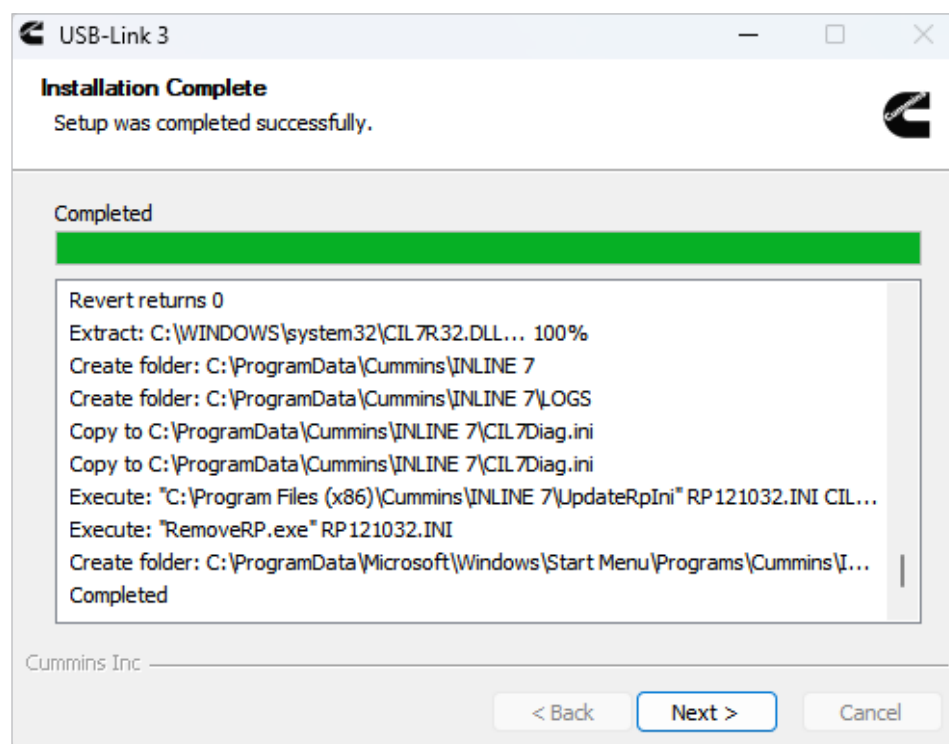 USB-Link 3
Installation Complete
Setup was completed successfully.
Cummins
Completed
Revert returns 0
Extract: C:\WINDOWS\system32\CIL7R32.DLL... 100%
Create folder: C:\ProgramData\Cummins\INLINE 7
Create folder: C:\ProgramData\Cummins\INLINE 7\LOGS
Copy to C:\ProgramData\Cummins\INLINE 7\CIL7Diag.ini
Copy to C:\ProgramData\Cummins\INLINE 7\CIL7Diag.ini
Execute: "C:\Program Files (x86)\Cummins\INLINE 7\UpdateRpIni" RP121032.INI CIL...
Execute: "RemoveRP.exe" RP121032.INI
Create folder: C:\ProgramData\Microsoft\Windows\Start Menu\Programs\Cummins\I...
Completed
Cummins Inc
< Back Next > Cancel